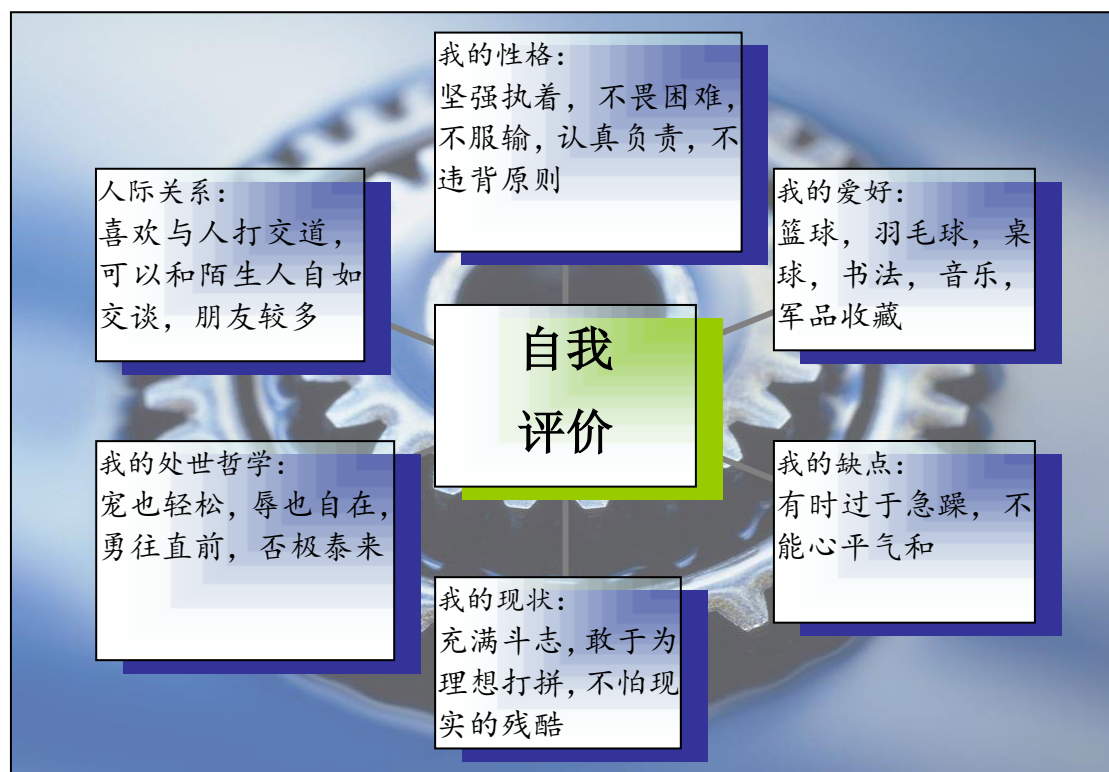 我的性格：
坚强执着，不畏困难，
不服输，认真负责，不
违背原则
人际关系：
喜欢与人打交道，
可以和陌生人自如
交谈，朋友较多
我的爱好：
篮球，羽毛球，桌
球，书法，音乐，
军品收藏
自我
评价
我的处世哲学：
宠也轻松，辱也自在，
勇往直前，否极泰来
我的缺点：
有时过于急躁，不
能心平气和
我的现状：
充满斗志，敢于为
理想打拼，不怕现
实的残酷